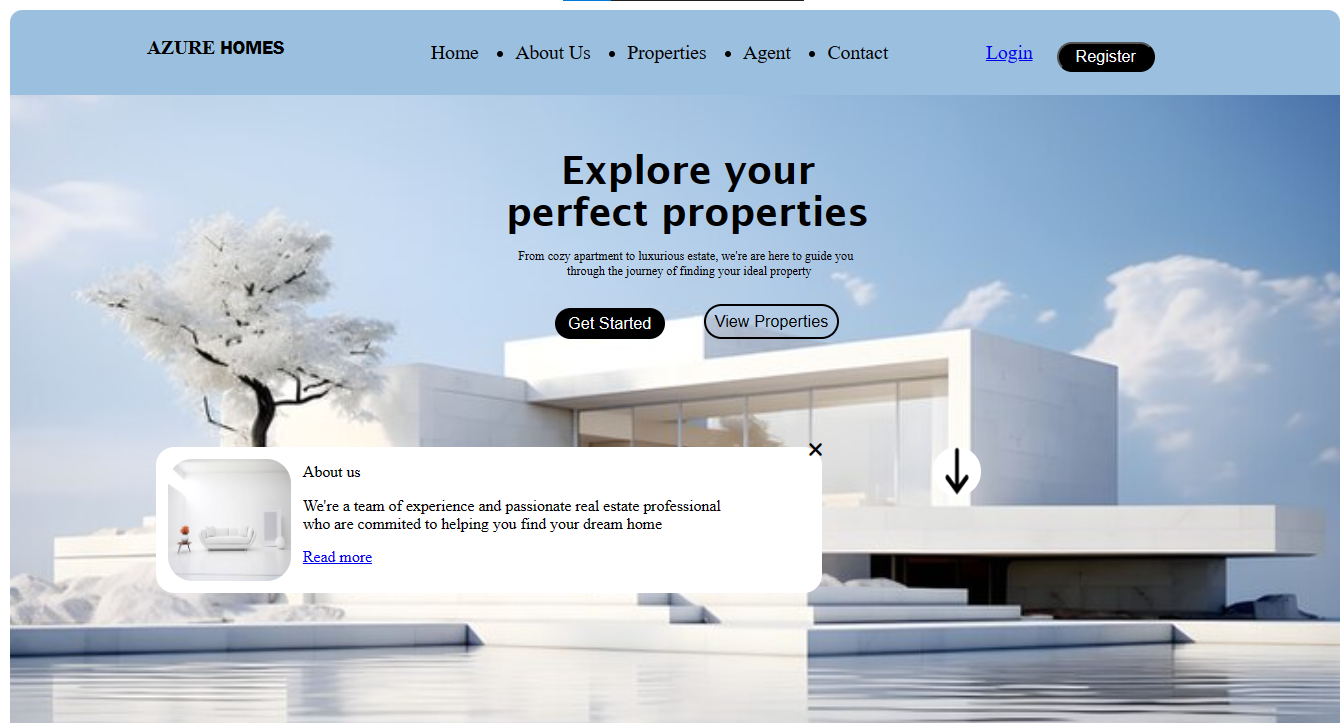 AZURE HOMES
Home • About Us • Properties • Agent • Contact
Login
Register
Explore your
perfect properties
From cozy apartment to luxurious estate, we're are here to guide you
through the journey of finding your ideal property
Get Started
View Properties
About us
We're a team of experience and passionate real estate professional
who are commited to helping you find your dream home
Read more